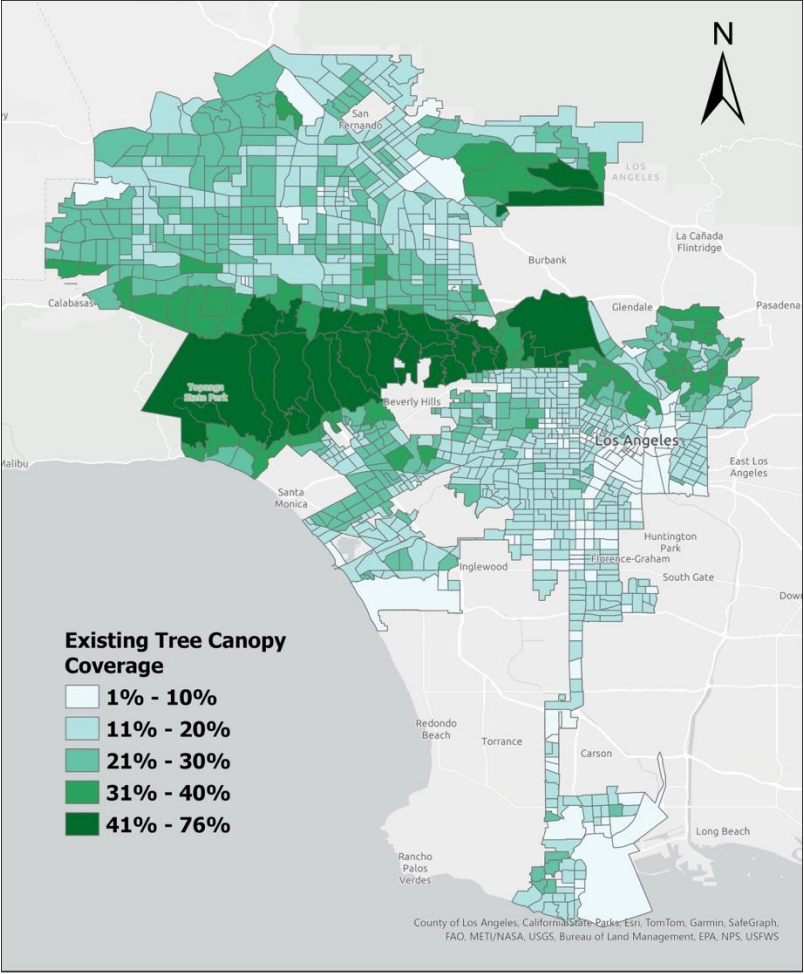 N
San
Fernando
LOS
ANGELES
La Cañada
Flintridge
Burbank
Glendale
Pasadena
Calabasas
Topanga
State Park
Beverly Hills
Los Angeles
East Los
Angeles
Malibu
Santa
Monica
Huntington
Park
Florence-Graham
Inglewood
South Gate
Dow
Existing Tree Canopy
Coverage
1% - 10%
11% - 20%
21% - 30%
31% - 40%
41% - 76%
Redondo
Beach
Torrance
Carson
Long Beach
Rancho
Palos
Verdes
County of Los Angeles, California State Parks, Esri, TomTom, Garmin, SafeGraph,
FAO, METI/NASA, USGS, Bureau of Land Management, EPA, NPS, USFWS